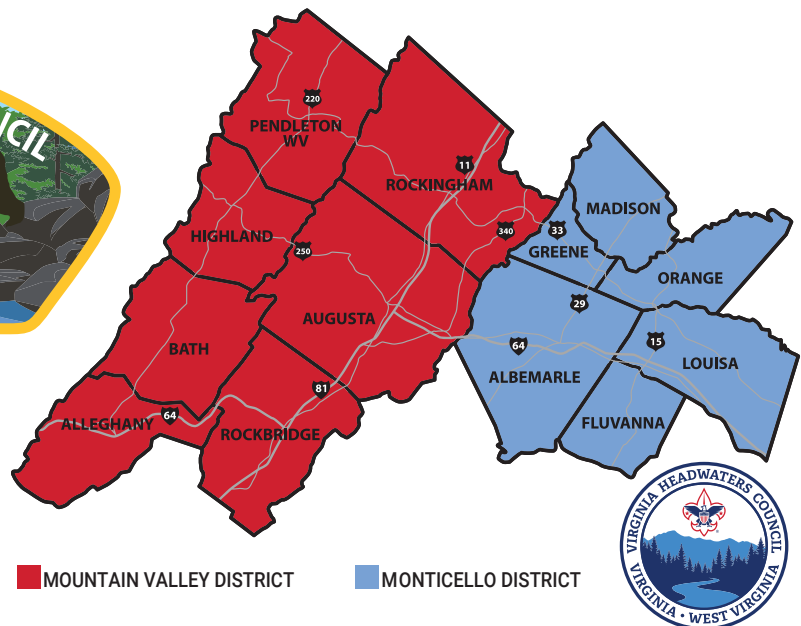 CIL
220
PENDLETON
WV
11
ROCKINGHAM
MADISON
340
33
HIGHLAND
250
GREENE
ORANGE
29
AUGUSTA
15
64
BATH
LOUISA
ALBEMARLE
81
64
ALLEGHANY
FLUVANNA
ROCKBRIDGE
MOUNTAIN VALLEY DISTRICT
MONTICELLO DISTRICT
VIRGINIA HEADWATERS COUNCIL
VIRGINIA • WEST VIRGINIA